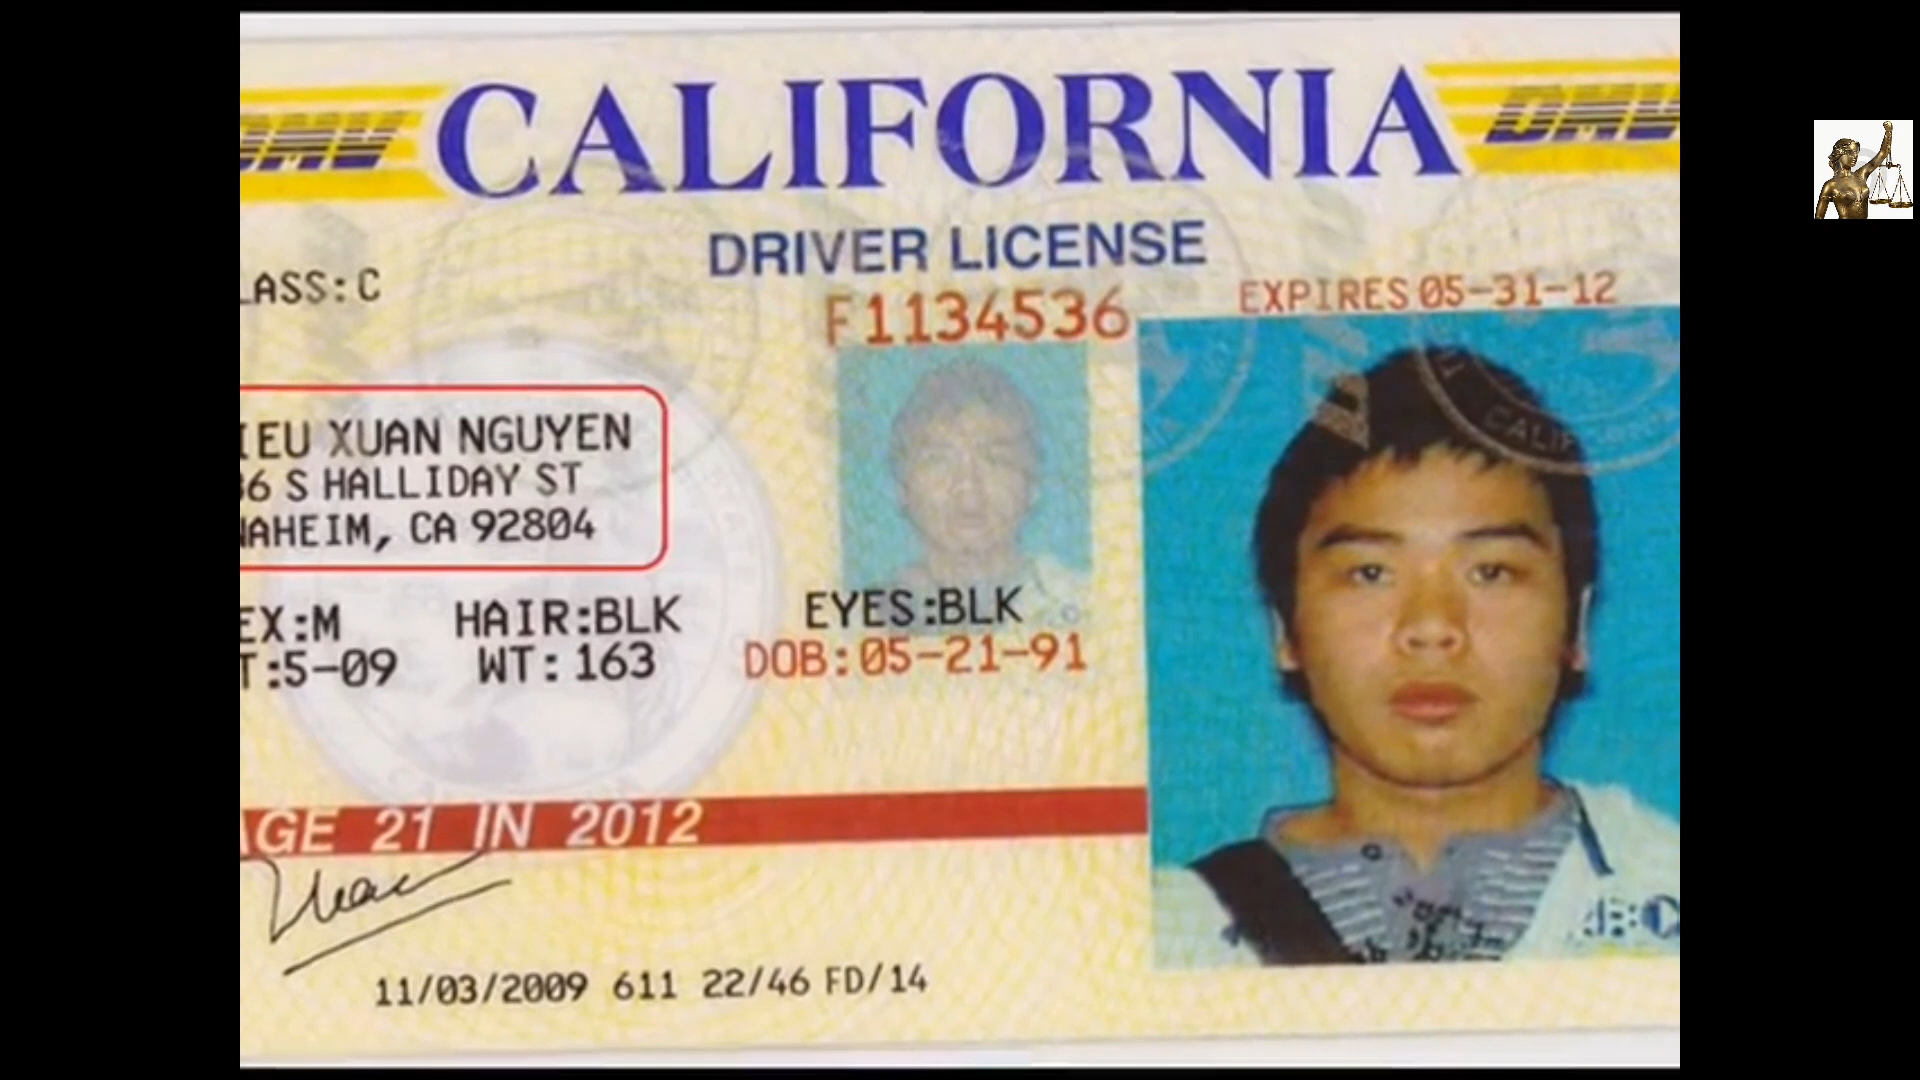 DMV CALIFORNIA DMV
DRIVER LICENSE
LASS: C
F1134536
EXPIRES 05-31-12
IEU XUAN NGUYEN
6 S HALLIDAY ST
NAHEIM, CA 92804
EX:M HAIR:BLK EYES:BLK
T:5-09 WT: 163 DOB: 05-21-91
AGE 21 IN 2012
11/03/2009 611 22/46 FD/14